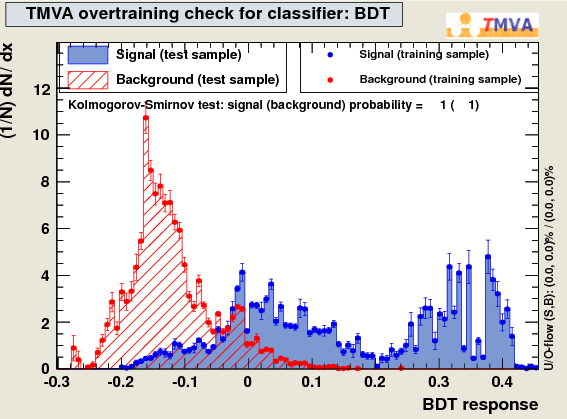 TMVA overtraining check for classifier: BDT
TMVA
Signal (test sample)
Background (test sample)
Signal (training sample)
Background (training sample)
Kolmogorov-Smirnov test: signal (background) probability = 1 ( 1)
(1/N) dN/ dx
12
10
8
6
4
2
0
-0.3 -0.2 -0.1 0 0.1 0.2 0.3 0.4
BDT response
U/O-flow (S,B): (0.0, 0.0)% / (0.0, 0.0)%